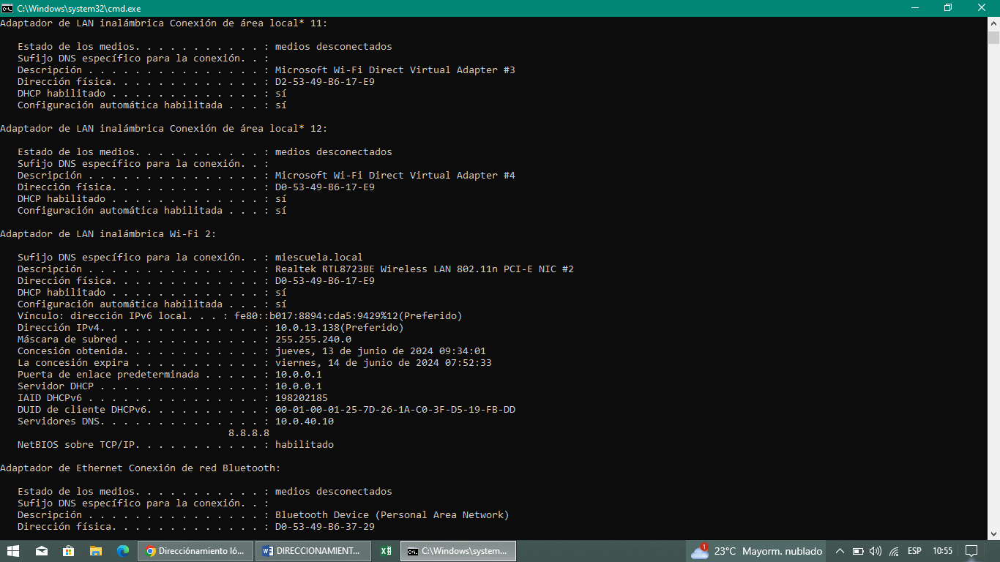 C:\Windows\system32\cmd.exe
Adaptador de LAN inalámbrica Conexión de área local* 11:
Estado de los medios. . . . . . . . . . . : medios desconectados
Sufijo DNS específico para la conexión. . :
Descripción . . . . . . . . . . . . . . . : Microsoft Wi-Fi Direct Virtual Adapter #3
Dirección física. . . . . . . . . . . . . : D2-53-49-B6-17-E9
DHCP habilitado . . . . . . . . . . . . . : sí
Configuración automática habilitada . . . : sí
Adaptador de LAN inalámbrica Conexión de área local* 12:
Estado de los medios. . . . . . . . . . . : medios desconectados
Sufijo DNS específico para la conexión. . :
Descripción . . . . . . . . . . . . . . . : Microsoft Wi-Fi Direct Virtual Adapter #4
Dirección física. . . . . . . . . . . . . : D0-53-49-B6-17-E9
DHCP habilitado . . . . . . . . . . . . . : sí
Configuración automática habilitada . . . : sí
Adaptador de LAN inalámbrica Wi-Fi 2:
Sufijo DNS específico para la conexión. . : miescuela.local
Descripción . . . . . . . . . . . . . . . : Realtek RTL8723BE Wireless LAN 802.11n PCI-E NIC #2
Dirección física. . . . . . . . . . . . . : D0-53-49-B6-17-E9
DHCP habilitado . . . . . . . . . . . . . : sí
Configuración automática habilitada . . . : sí
Vínculo: dirección IPv6 local. . . : fe80::b017:8894:cda5:9429%12(Preferido)
Dirección IPv4. . . . . . . . . . . . . . : 10.0.13.138(Preferido)
Máscara de subred . . . . . . . . . . . . : 255.255.240.0
Concesión obtenida. . . . . . . . . . . . : jueves, 13 de junio de 2024 09:34:01
La concesión expira . . . . . . . . . . . : viernes, 14 de junio de 2024 07:52:33
Puerta de enlace predeterminada . . . . . : 10.0.0.1
Servidor DHCP . . . . . . . . . . . . . . : 10.0.0.1
IAID DHCPv6 . . . . . . . . . . . . . . . : 198202185
DUID de cliente DHCPv6. . . . . . . . . . : 00-01-00-01-25-7D-26-1A-C0-3F-D5-19-FB-DD
Servidores DNS. . . . . . . . . . . . . . : 10.0.40.10
8.8.8.8
NetBIOS sobre TCP/IP. . . . . . . . . . . : habilitado
Adaptador de Ethernet Conexión de red Bluetooth:
Estado de los medios. . . . . . . . . . . : medios desconectados
Sufijo DNS específico para la conexión. . :
Descripción . . . . . . . . . . . . . . . : Bluetooth Device (Personal Area Network)
Dirección física. . . . . . . . . . . . . : D0-53-49-B6-37-29
Direcciónamiento ló... DIRECCIONAMIENT... C:\Windows\system... 1 23°C Mayorm. nublado ESP 10:55